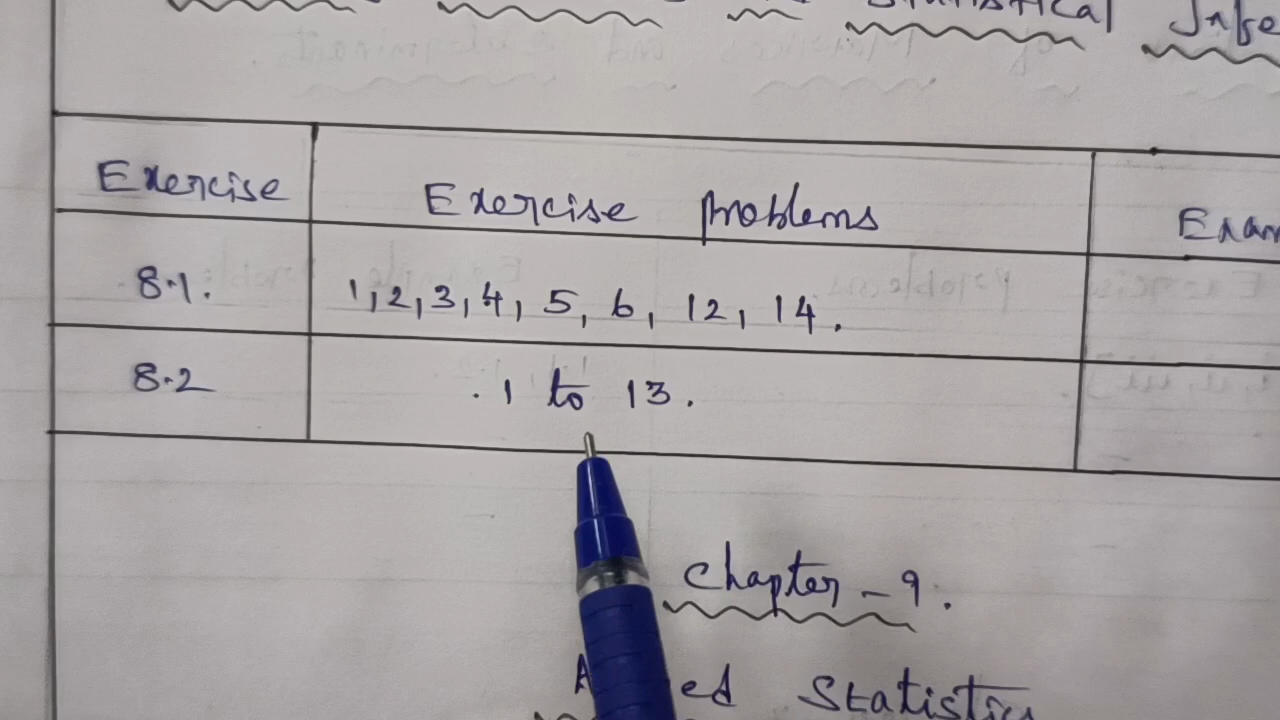 Statistical
Exercise
Exercise problems
8.1.
1, 2, 3, 4, 5, 6, 12, 14.
8.2
1 to 13.
Chapter - 9.
Statistics